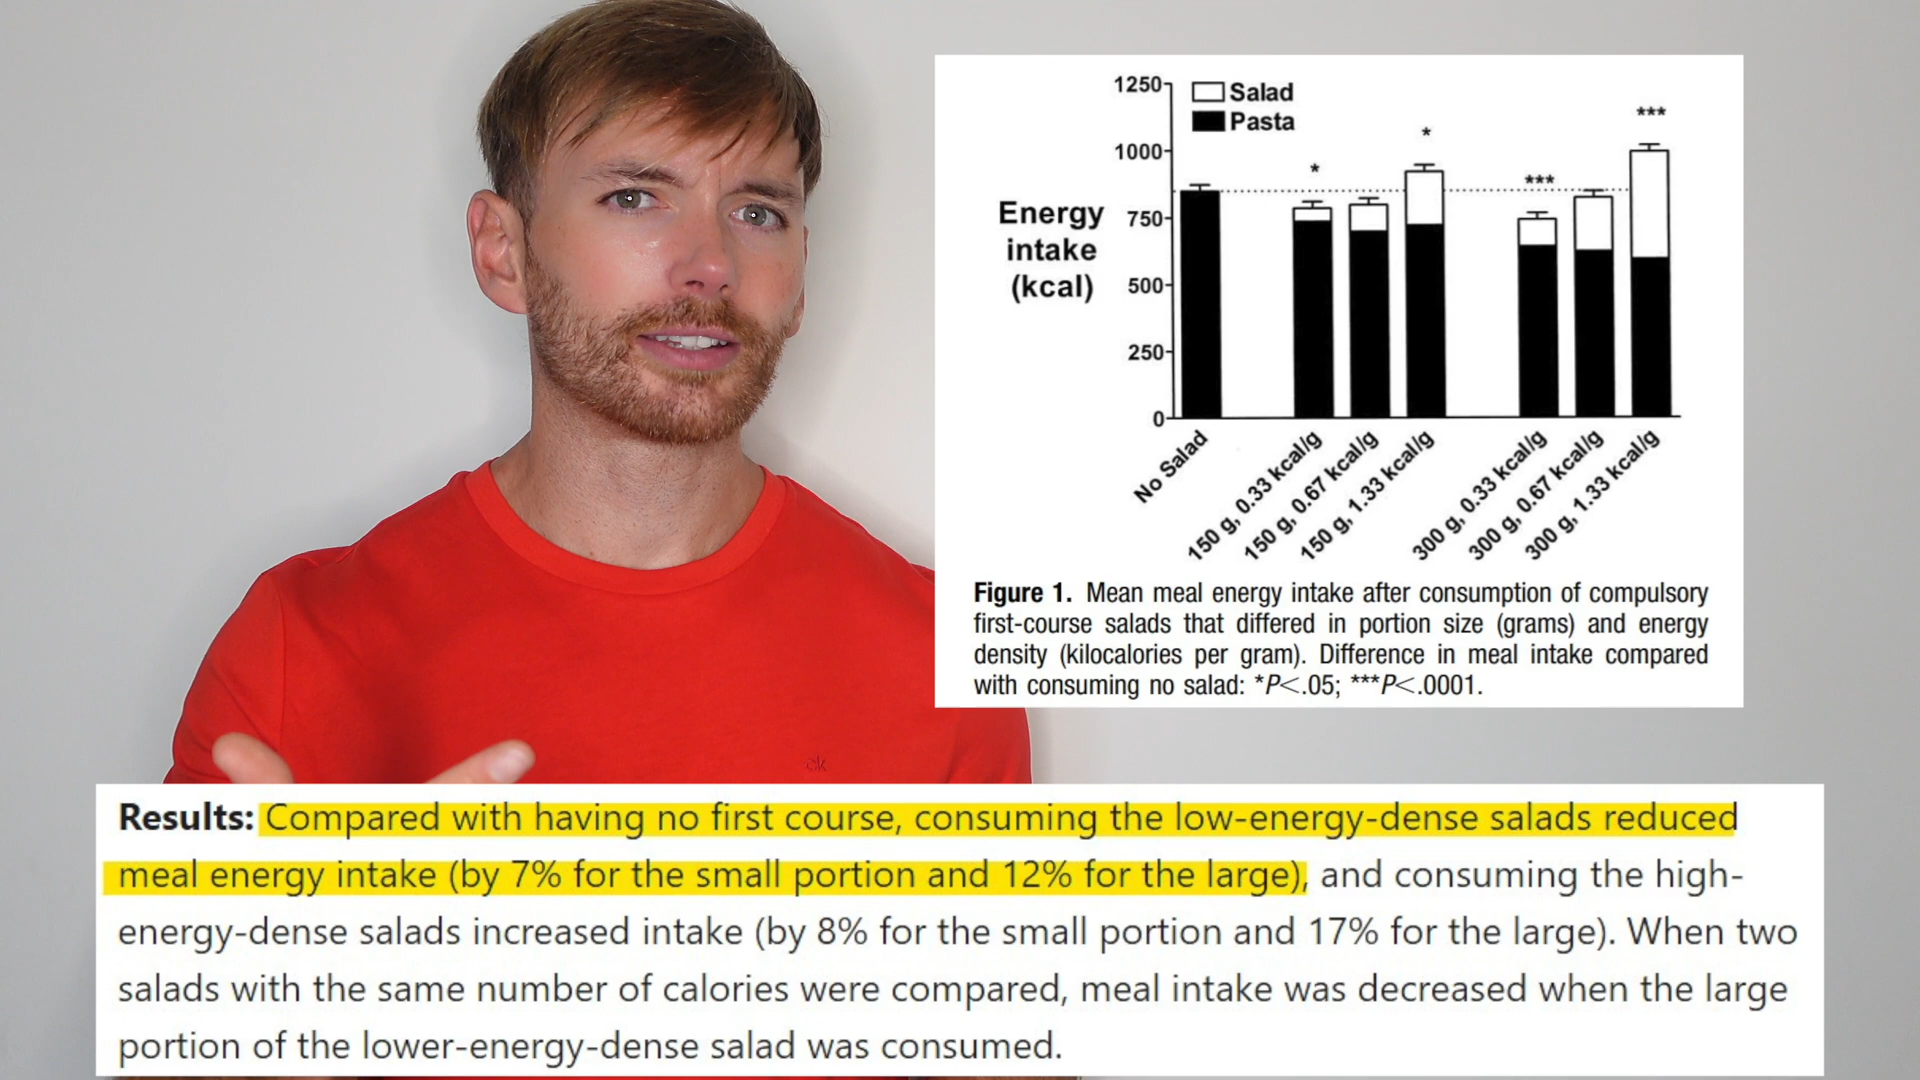 1250
Salad
Pasta
***
*
1000
*
***
Energy
intake
(kcal)
750
500
250
0
No Salad
150 g, 0.33 kcal/g
150 g, 0.67 kcal/g
150 g, 1.33 kcal/g
300 g, 0.33 kcal/g
300 g, 0.67 kcal/g
300 g, 1.33 kcal/g
Figure 1. Mean meal energy intake after consumption of compulsory
first-course salads that differed in portion size (grams) and energy
density (kilocalories per gram). Difference in meal intake compared
with consuming no salad: *P<.05; ***P<.0001.
ck
Results: Compared with having no first course, consuming the low-energy-dense salads reduced
meal energy intake (by 7% for the small portion and 12% for the large), and consuming the high-
energy-dense salads increased intake (by 8% for the small portion and 17% for the large). When two
salads with the same number of calories were compared, meal intake was decreased when the large
portion of the lower-energy-dense salad was consumed.